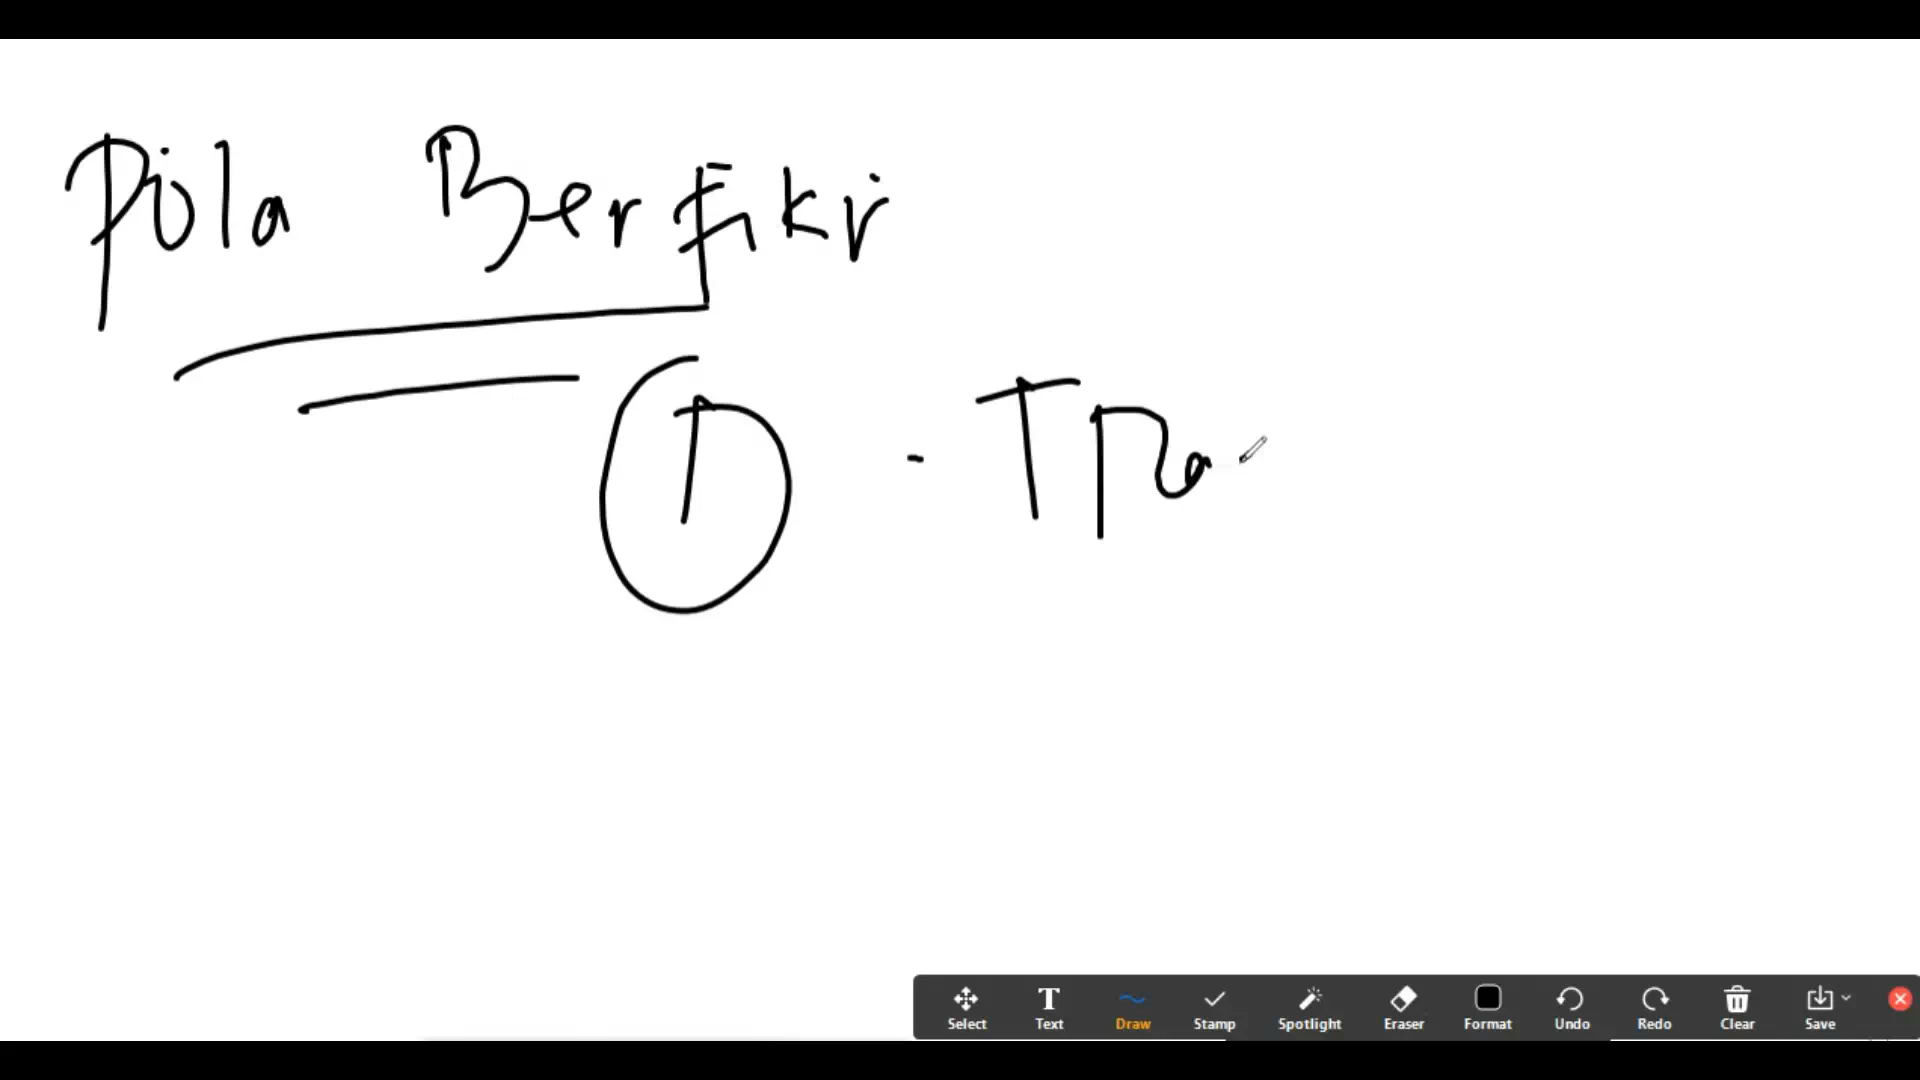 Pola Berfikir
1 - TRa
Select Text Draw Stamp Spotlight Eraser Format Undo Redo Clear Save